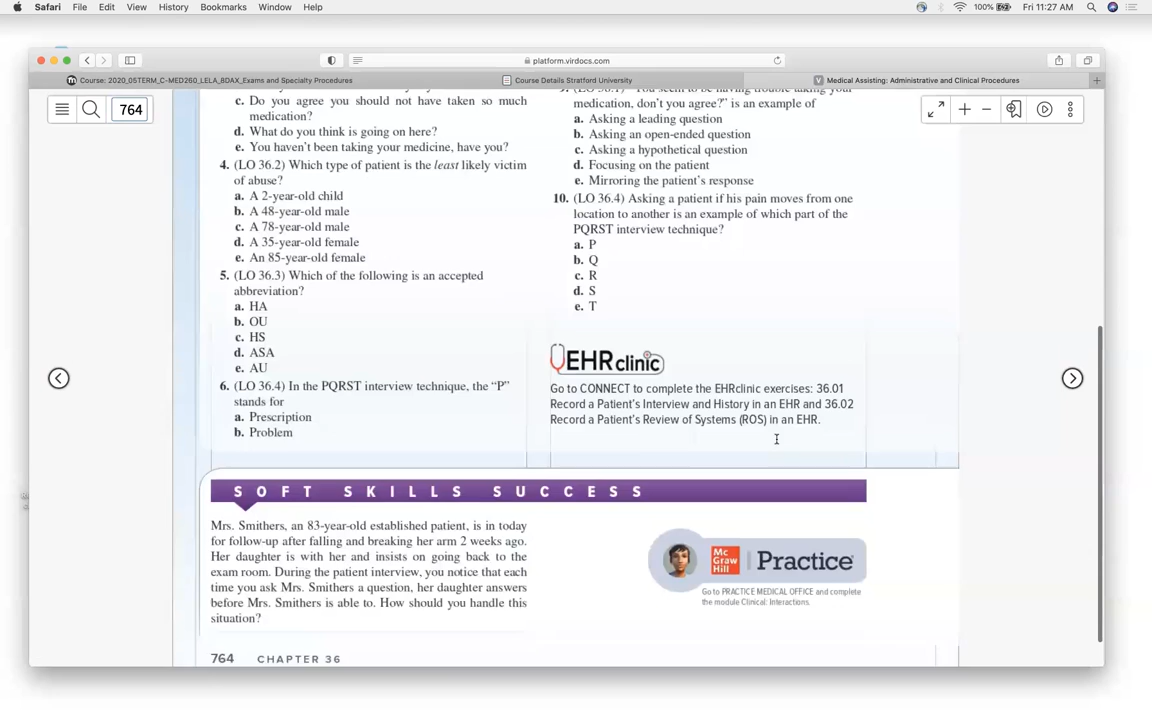 Safari File Edit View History Bookmarks Window Help
100% Fri 11:27 AM
platform.virdocs.com
Course: 2020_05TERM_C-MED260_LELA_8DAX_Exams and Specialty Procedures
Course Details Stratford University
Medical Assisting: Administrative and Clinical Procedures
764
c. Do you agree you should not have taken so much
medication?
d. What do you think is going on here?
e. You haven't been taking your medicine, have you?
4. (LO 36.2) Which type of patient is the least likely victim
of abuse?
a. A 2-year-old child
b. A 48-year-old male
c. A 78-year-old male
d. A 35-year-old female
e. An 85-year-old female
5. (LO 36.3) Which of the following is an accepted
abbreviation?
a. HA
b. OU
c. HS
d. ASA
e. AU
6. (LO 36.4) In the PQRST interview technique, the “P”
stands for
a. Prescription
b. Problem
9. (LO 36.1) “You seem to be having trouble taking your
medication, don't you agree?” is an example of
a. Asking a leading question
b. Asking an open-ended question
c. Asking a hypothetical question
d. Focusing on the patient
e. Mirroring the patient's response
10. (LO 36.4) Asking a patient if his pain moves from one
location to another is an example of which part of the
PQRST interview technique?
a. P
b. Q
c. R
d. S
e. T
EHRclinic
Go to CONNECT to complete the EHRclinic exercises: 36.01
Record a Patient's Interview and History in an EHR and 36.02
Record a Patient's Review of Systems (ROS) in an EHR.
SOFT SKILLS SUCCESS
Mrs. Smithers, an 83-year-old established patient, is in today
for follow-up after falling and breaking her arm 2 weeks ago.
Her daughter is with her and insists on going back to the
exam room. During the patient interview, you notice that each
time you ask Mrs. Smithers a question, her daughter answers
before Mrs. Smithers is able to. How should you handle this
situation?
Mc
Graw
Hill
Practice
Go to PRACTICE MEDICAL OFFICE and complete
the module Clinical: Interactions.
764 CHAPTER 36